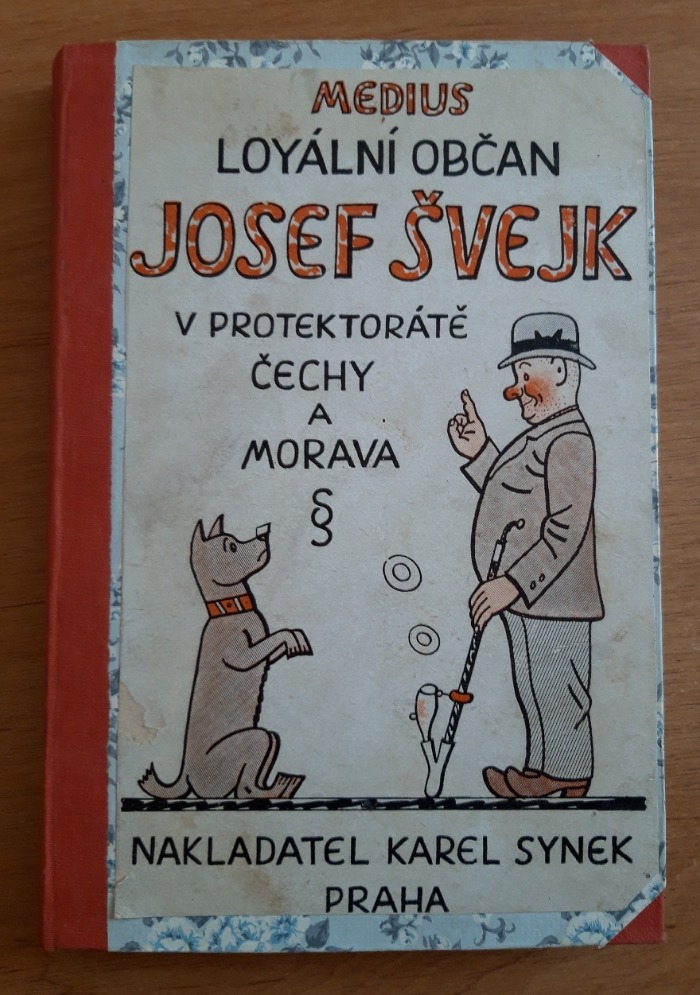 MEDIUS
LOYÁLNÍ OBČAN
JOSEF ŠVEJK
V PROTEKTORÁTĚ
ČECHY
A
MORAVA
§
NAKLADATEL KAREL SYNEK
PRAHA